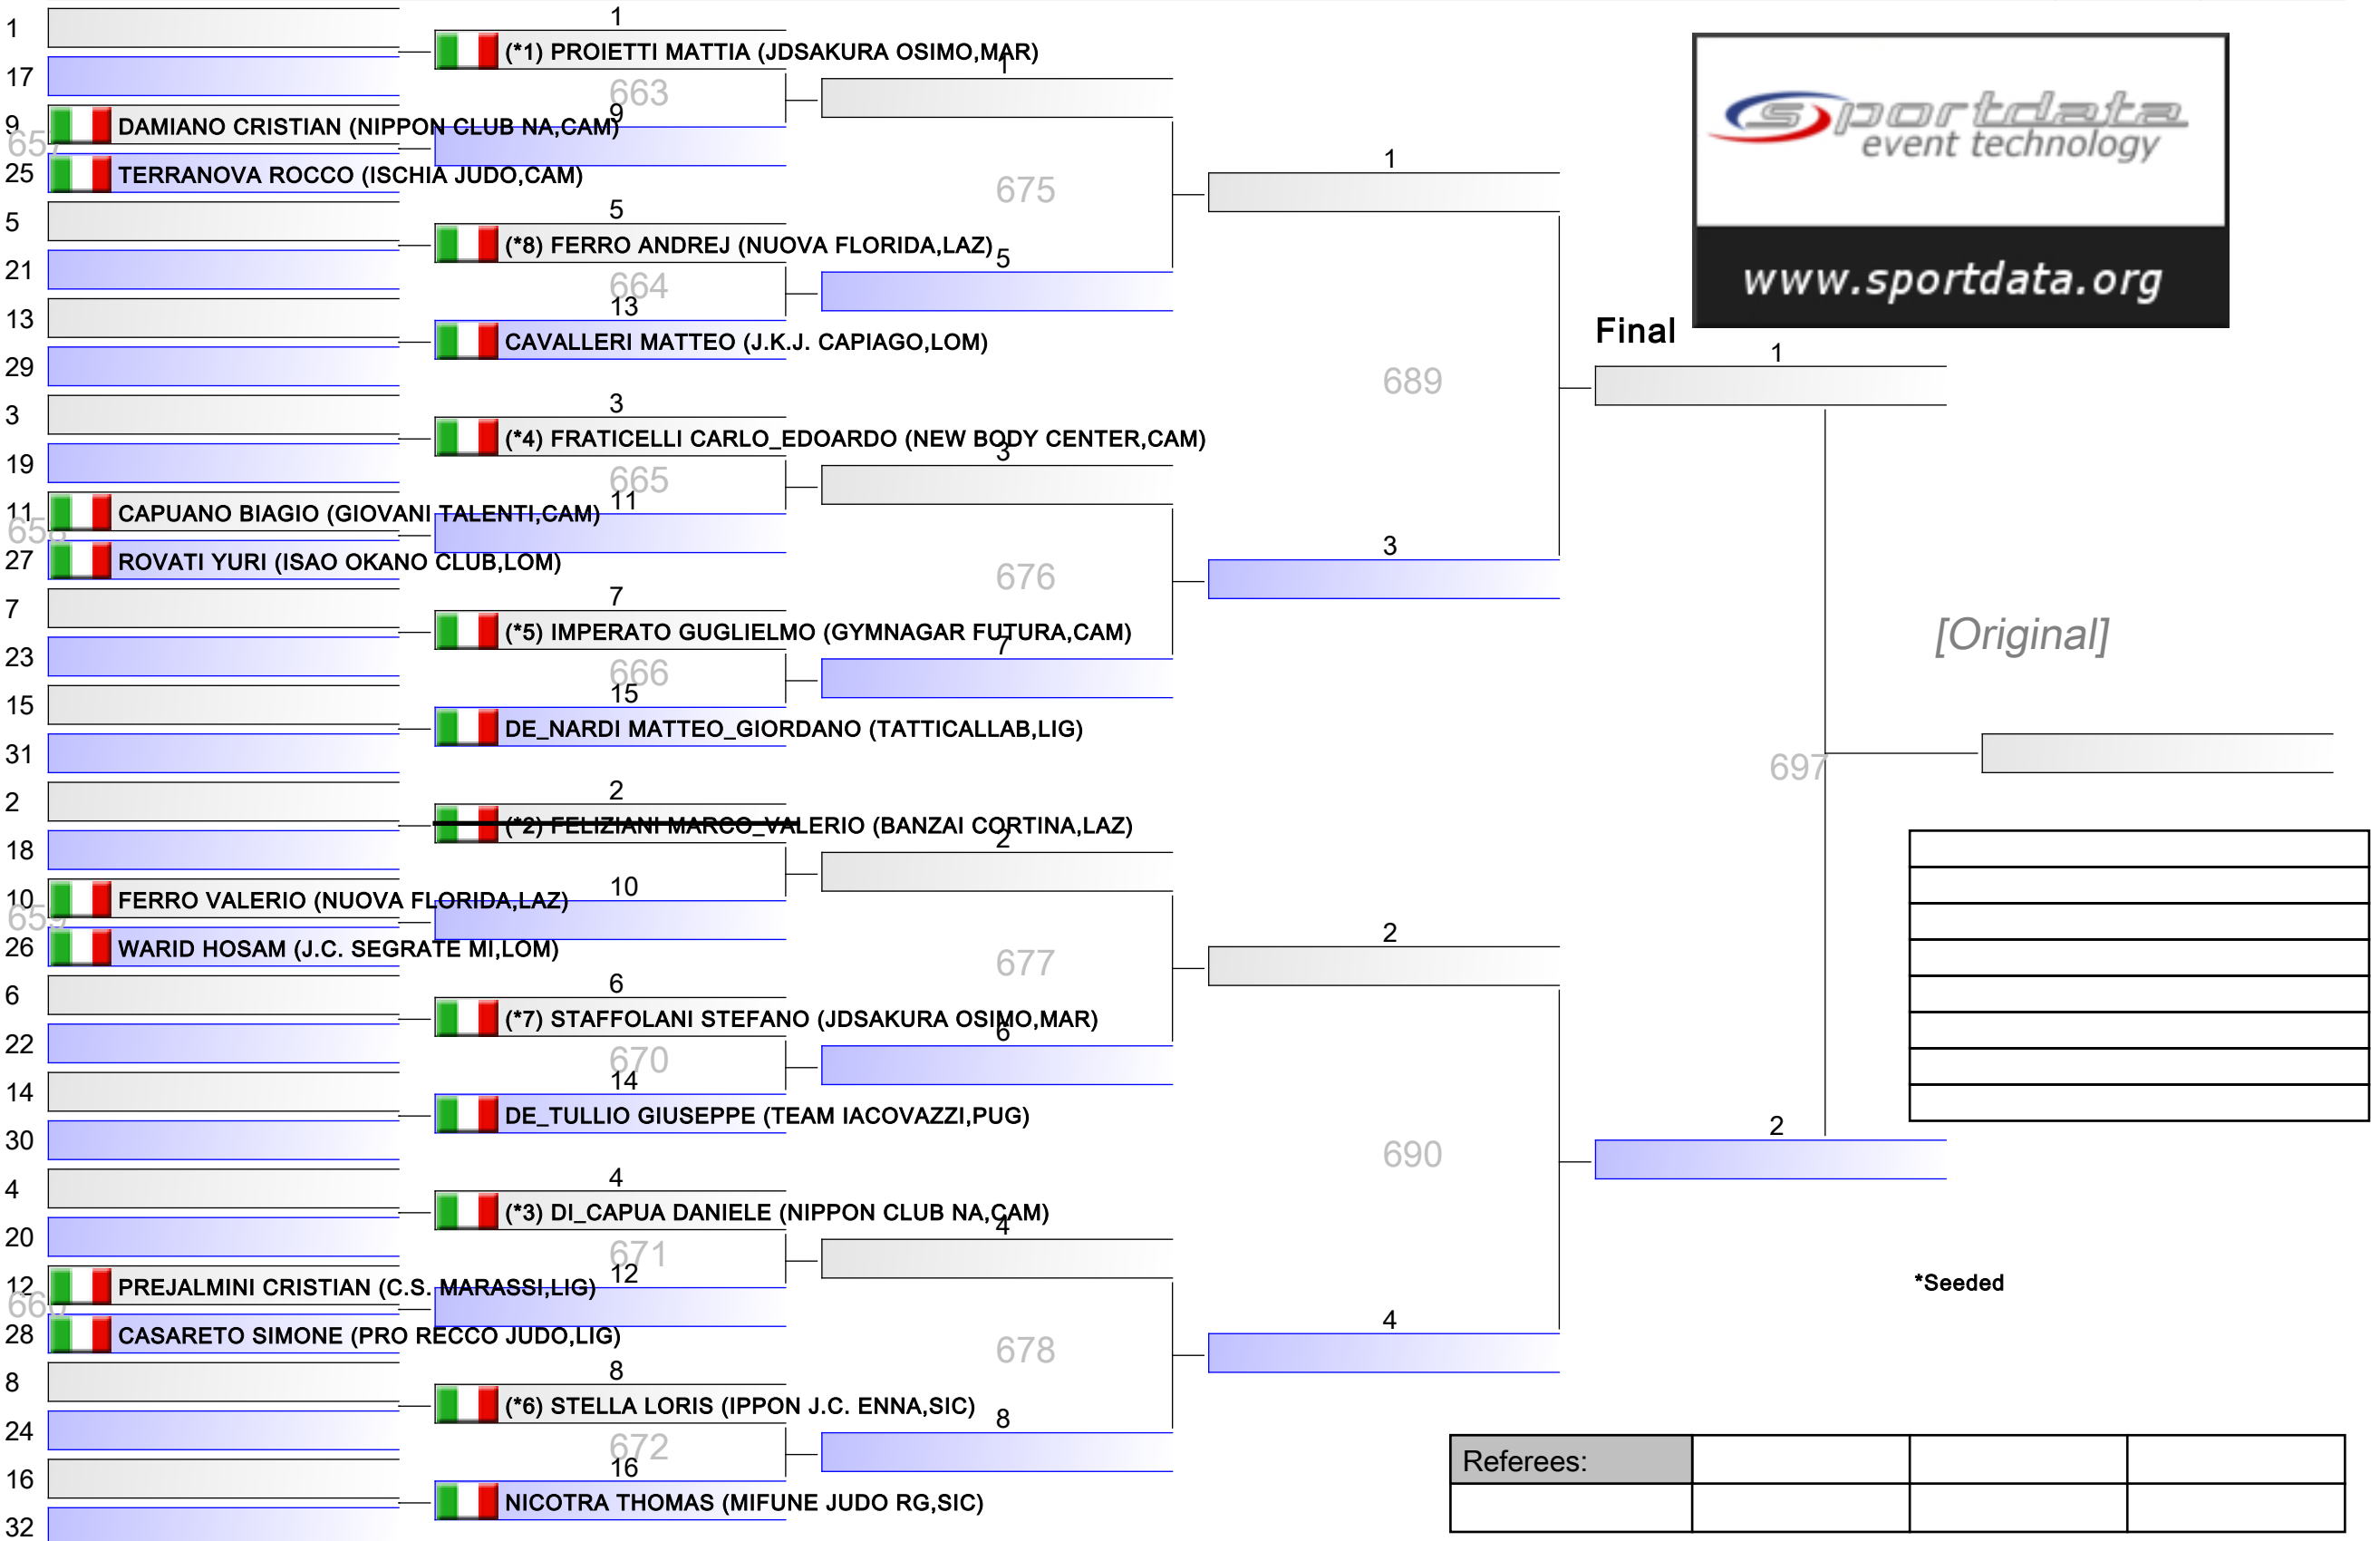 1
17
9
657
25
5
21
13
29
3
19
11
658
27
7
23
15
31
2
18
10
659
26
6
22
14
30
4
20
12
660
28
8
24
16
32
DAMIANO CRISTIAN (NIPPON CLUB NA,CAM)
TERRANOVA ROCCO (ISCHIA JUDO,CAM)
CAPUANO BIAGIO (GIOVANI TALENTI,CAM)
ROVATI YURI (ISAO OKANO CLUB,LOM)
FERRO VALERIO (NUOVA FLORIDA,LAZ)
WARID HOSAM (J.C. SEGRATE MI,LOM)
PREJALMINI CRISTIAN (C.S. MARASSI,LIG)
CASARETO SIMONE (PRO RECCO JUDO,LIG)
1
(*1) PROIETTI MATTIA (JDSAKURA OSIMO,MAR)
663
9
5
(*8) FERRO ANDREJ (NUOVA FLORIDA,LAZ)
664
13
CAVALLERI MATTEO (J.K.J. CAPIAGO,LOM)
3
(*4) FRATICELLI CARLO_EDOARDO (NEW BODY CENTER,CAM)
665
11
7
(*5) IMPERATO GUGLIELMO (GYMNAGAR FUTURA,CAM)
666
15
DE_NARDI MATTEO_GIORDANO (TATTICALLAB,LIG)
2
(*2) FELIZIANI MARCO_VALERIO (BANZAI CORTINA,LAZ)
10
6
(*7) STAFFOLANI STEFANO (JDSAKURA OSIMO,MAR)
670
14
DE_TULLIO GIUSEPPE (TEAM IACOVAZZI,PUG)
4
(*3) DI_CAPUA DANIELE (NIPPON CLUB NA,CAM)
671
12
8
(*6) STELLA LORIS (IPPON J.C. ENNA,SIC)
672
16
NICOTRA THOMAS (MIFUNE JUDO RG,SIC)
1
675
5
3
676
7
2
677
6
4
678
8
1
689
3
2
690
4
Final
1
697
2
sportdata
event technology
www.sportdata.org
[Original]
*Seeded
Referees: